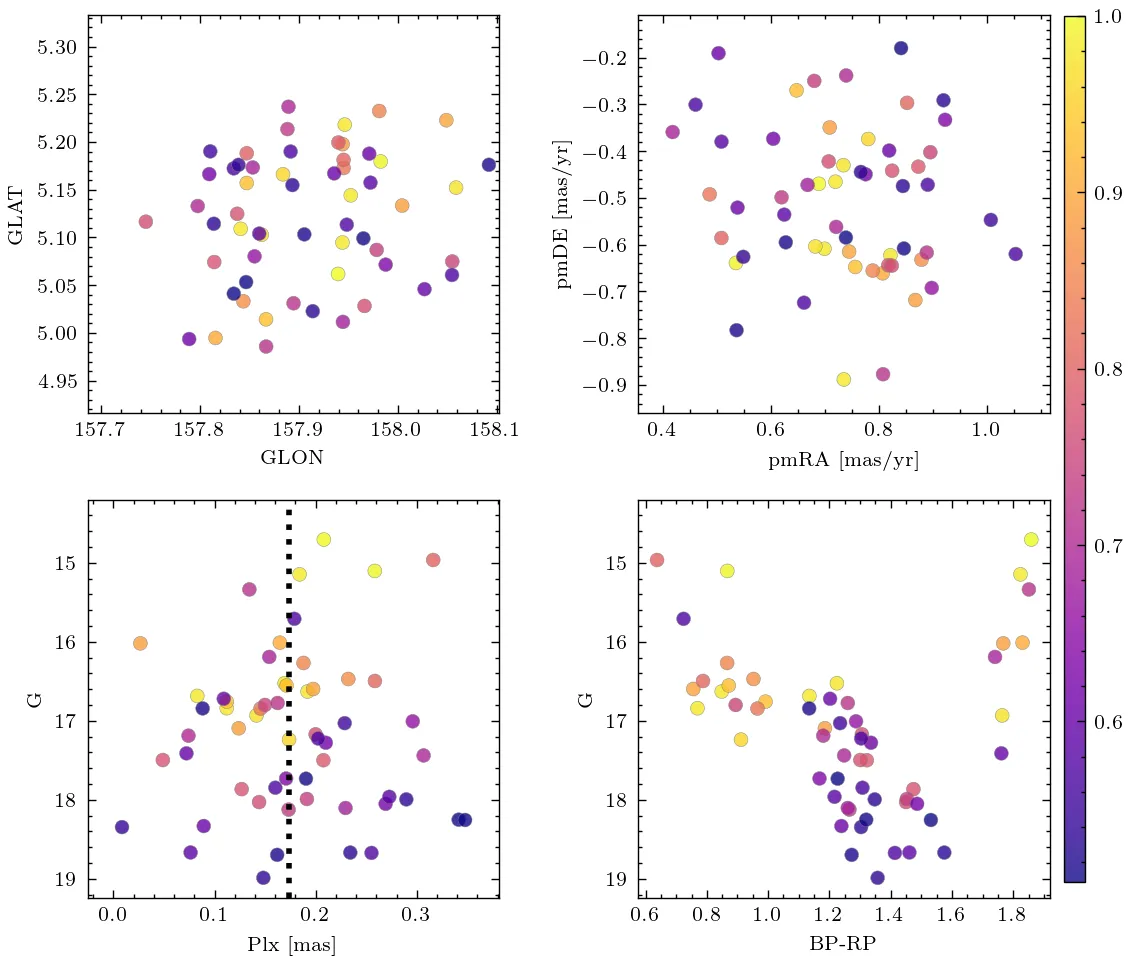 5.30
5.25
5.20
5.15
5.10
5.05
5.00
4.95
GLAT
157.7 157.8 157.9 158.0 158.1
GLON
−0.2
−0.3
−0.4
−0.5
−0.6
−0.7
−0.8
−0.9
pmDE [mas/yr]
0.4 0.6 0.8 1.0
pmRA [mas/yr]
1.0
0.9
0.8
0.7
0.6
15
16
17
18
19
G
0.0 0.1 0.2 0.3
Plx [mas]
15
16
17
18
19
G
0.6 0.8 1.0 1.2 1.4 1.6 1.8
BP-RP